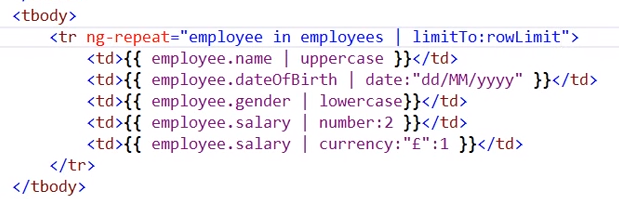 <tbody>
<tr ng-repeat="employee in employees | limitTo:rowLimit">
<td>{{ employee.name | uppercase }}</td>
<td>{{ employee.dateOfBirth | date:"dd/MM/yyyy" }}</td>
<td>{{ employee.gender | lowercase}}</td>
<td>{{ employee.salary | number:2 }}</td>
<td>{{ employee.salary | currency:"£":1 }}</td>
</tr>
</tbody>